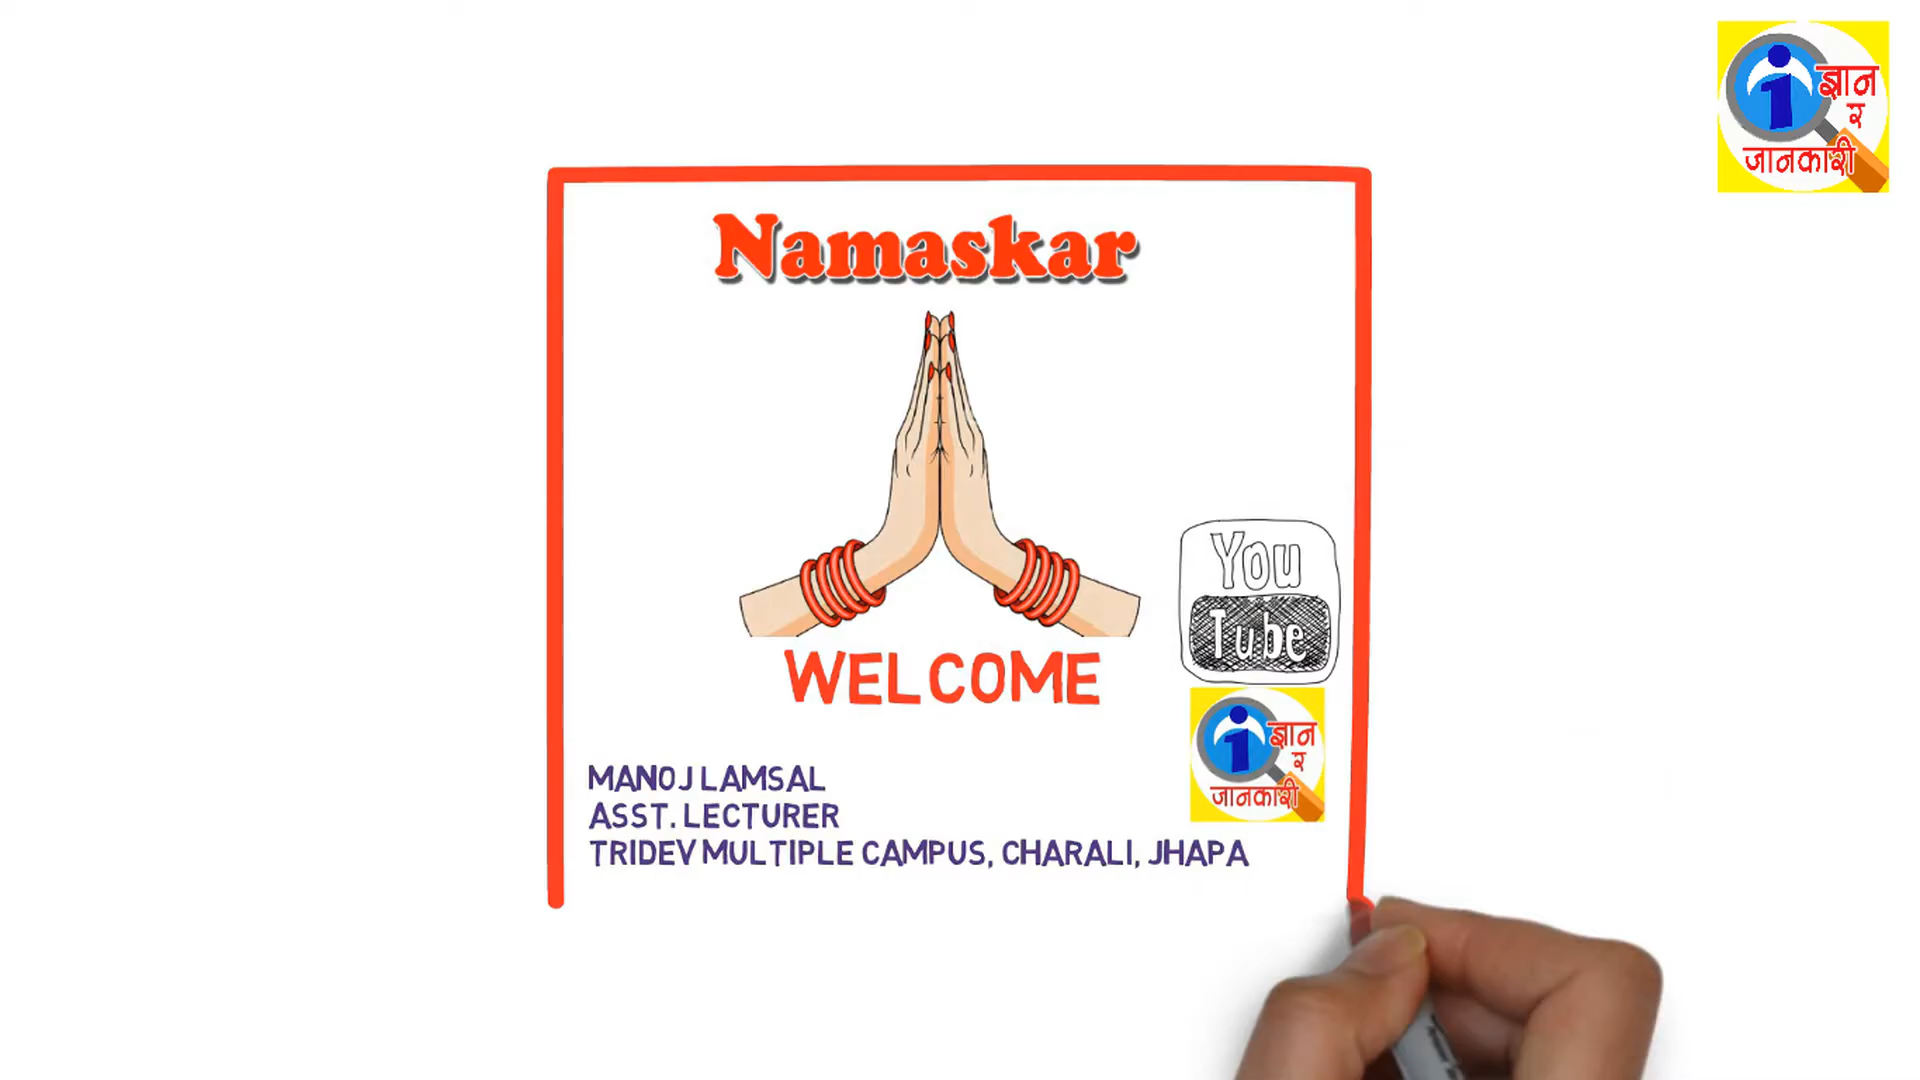 ज्ञान
र
जानकारी
Namaskar
You
Tube
WELCOME
ज्ञान
र
जानकारी
MANOJ LAMSAL
ASST. LECTURER
TRIDEV MULTIPLE CAMPUS, CHARALI, JHAPA